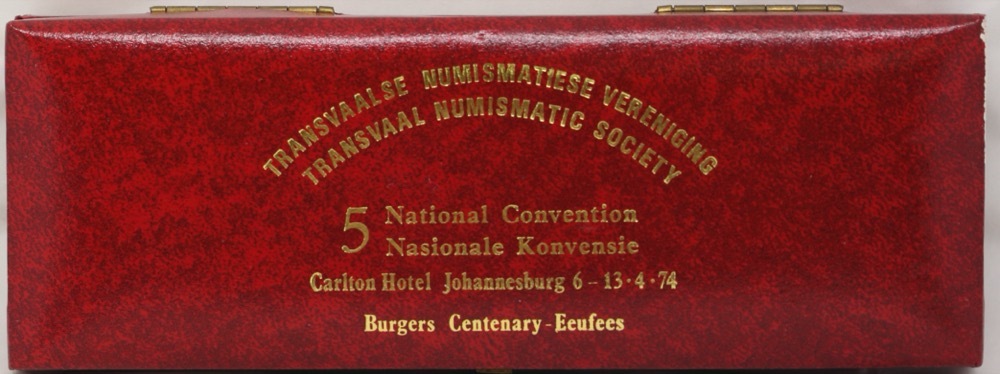 TRANSVAALSE NUMISMATIESE VERENIGING
TRANSVAAL NUMISMATIC SOCIETY
5 National Convention
Nasionale Konvensie
Carlton Hotel Johannesburg 6 – 13·4·74
Burgers Centenary-Eeufees